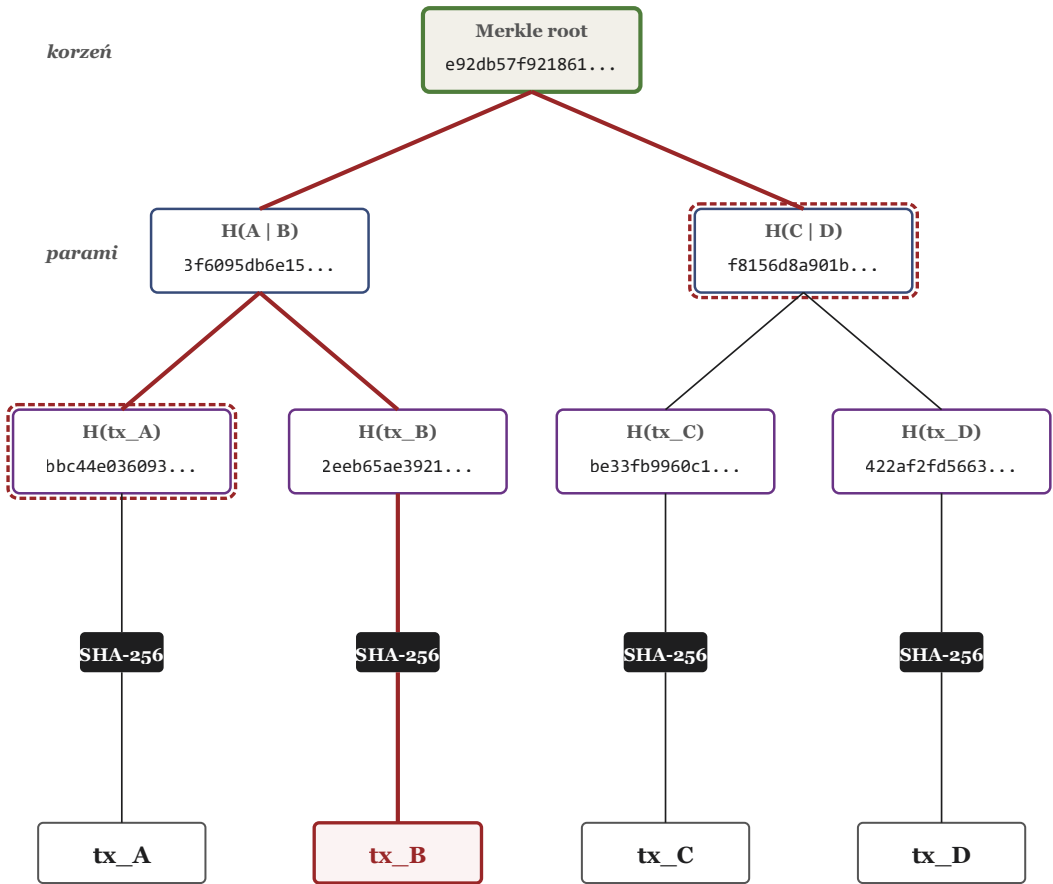 korzeń
Merkle root
e92db57f921861...
parami
H(A | B)
3f6095db6e15...
H(C | D)
f8156d8a901b...
H(tx_A)
bbc44e036093...
H(tx_B)
2eeb65ae3921...
H(tx_C)
be33fb9960c1...
H(tx_D)
422af2fd5663...
SHA-256
SHA-256
SHA-256
SHA-256
tx_A
tx_B
tx_C
tx_D